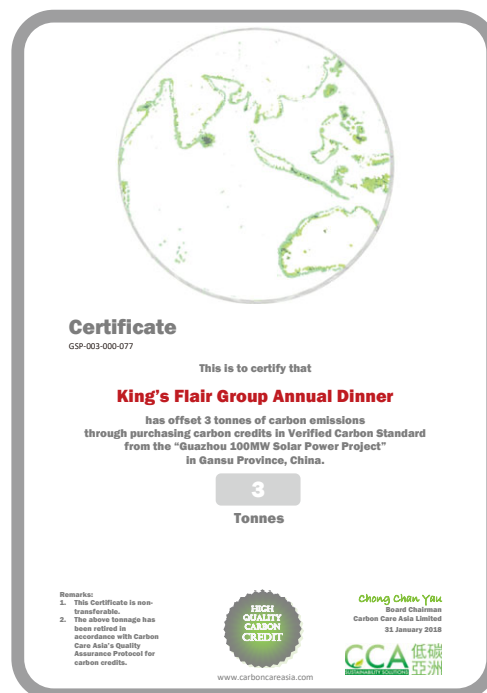 Certificate
GSP-003-000-077
This is to certify that
King's Flair Group Annual Dinner
has offset 3 tonnes of carbon emissions
through purchasing carbon credits in Verified Carbon Standard
from the “Guazhou 100MW Solar Power Project”
in Gansu Province, China.
3
Tonnes
Remarks:
1. This Certificate is non-
transferable.
2. The above tonnage has
been retired in
accordance with Carbon
Care Asia's Quality
Assurance Protocol for
carbon credits.
HIGH
QUALITY
CARBON
CREDIT
www.carboncareasia.com
Chong Chan Yau
Board Chairman
Carbon Care Asia Limited
31 January 2018
CCA 低碳
亞洲
SUSTAINABILITY SOLUTIONS